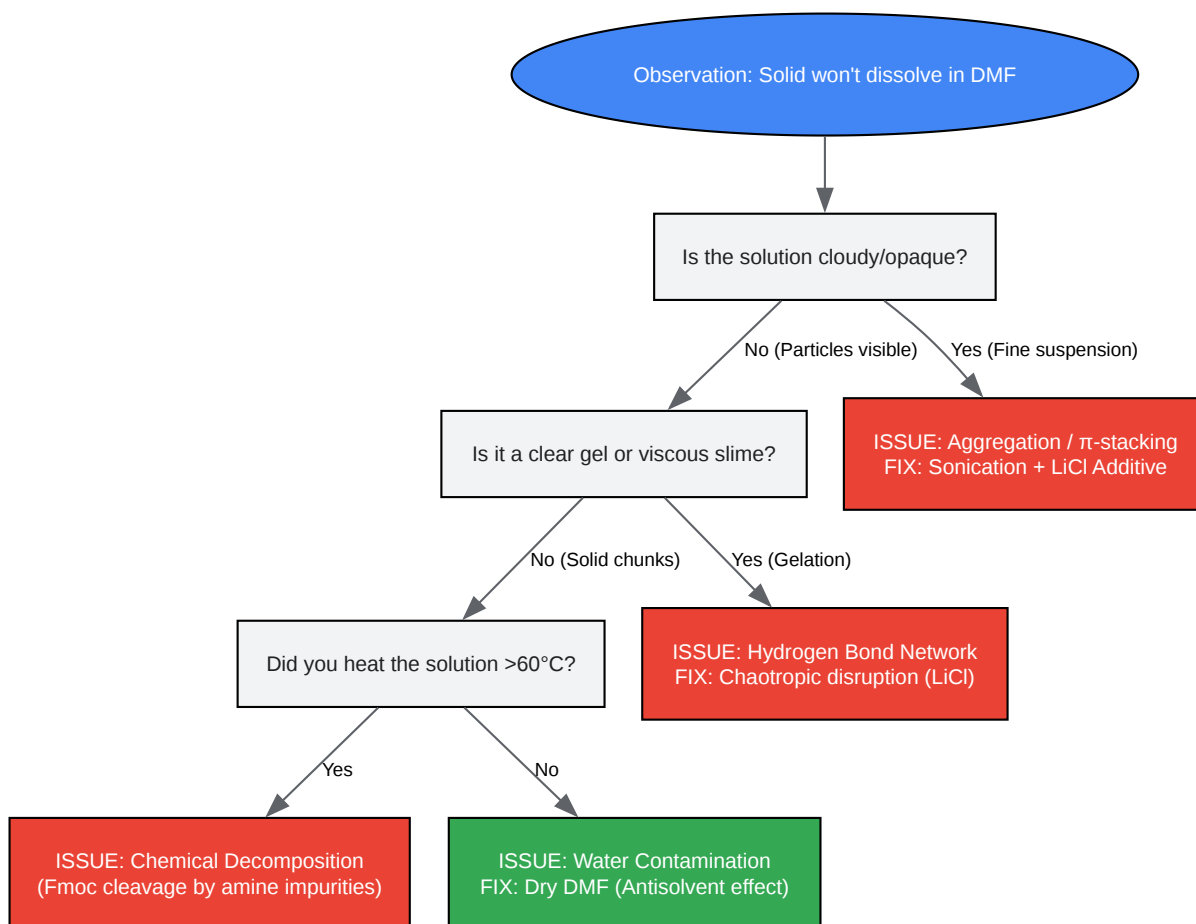 Observation: Solid won't dissolve in DMF
Is the solution cloudy/opaque?
No (Particles visible)
Yes (Fine suspension)
Is it a clear gel or viscous slime?
ISSUE: Aggregation / π-stacking
FIX: Sonication + LiCl Additive
No (Solid chunks)
Yes (Gelation)
Did you heat the solution >60°C?
ISSUE: Hydrogen Bond Network
FIX: Chaotropic disruption (LiCl)
Yes
No
ISSUE: Chemical Decomposition
(Fmoc cleavage by amine impurities)
ISSUE: Water Contamination
FIX: Dry DMF (Antisolvent effect)